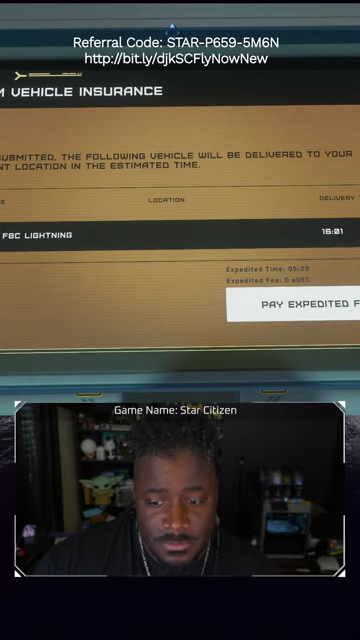 Referral Code: STAR-P659-5M6N
http://bit.ly/djkSCFlyNowNew
M VEHICLE INSURANCE
SUBMITTED, THE FOLLOWING VEHICLE WILL BE DELIVERED TO YOUR
NT LOCATION IN THE ESTIMATED TIME.
E LOCATION DELIVERY
F8C LIGHTNING 16:01
Expedited Time: 05:20
Expedited Fee: 0 aUEC
PAY EXPEDITED F
Game Name: Star Citizen